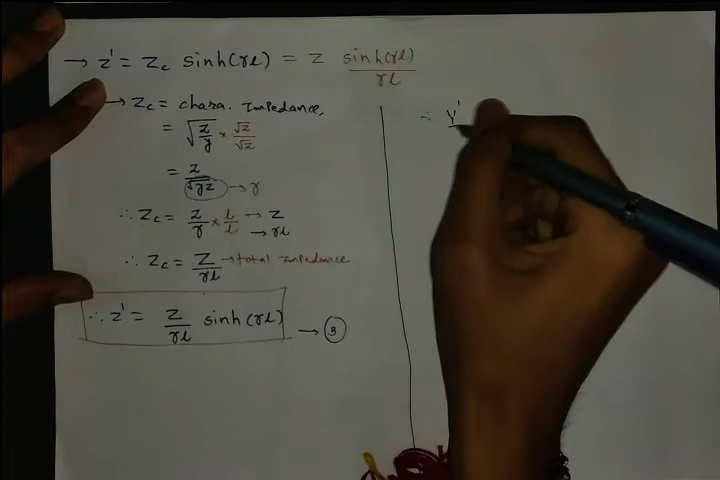 → z' = Zc sinh(γl) = Z sinh(γl)/γl
→ Zc = chara. Impedance,
= √(z/y) × √z/√z
= z/√yz → γ
∴ Zc = z/γ × l/l → Z → γl
∴ Zc = Z/γl → total impedance
∴ z' = Z/γl sinh(γl) → ③
∴ Y'